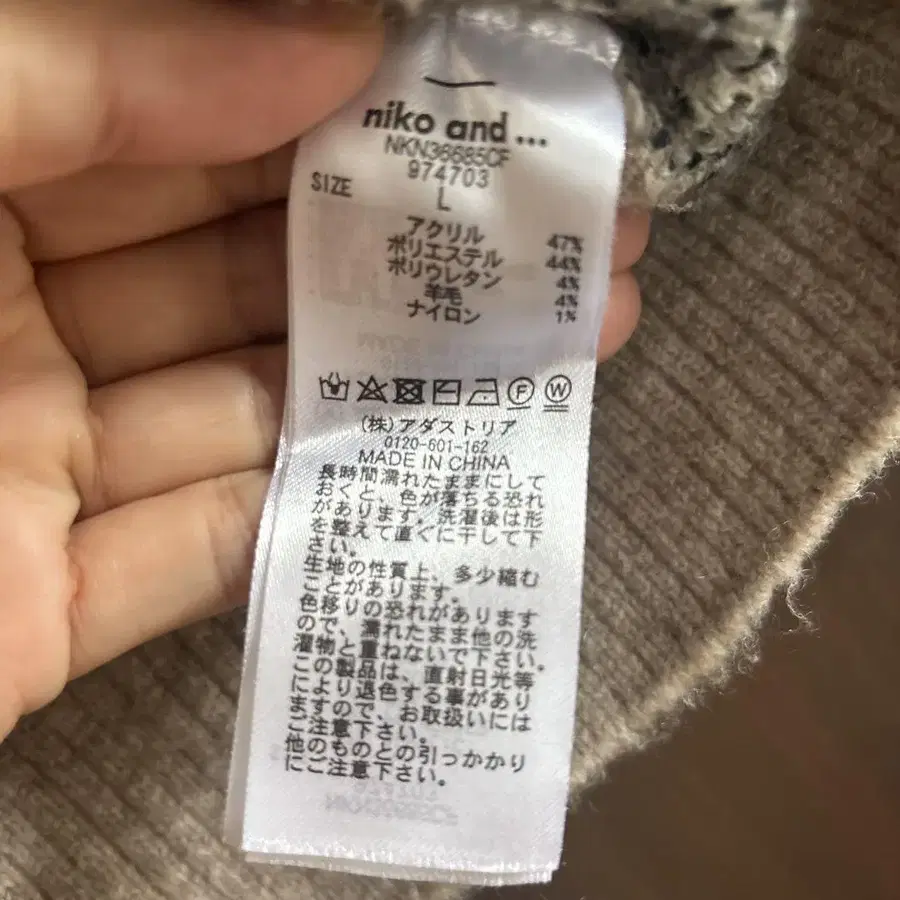 niko and ...
NKN36685CF
974703
SIZE L
アクリル 47%
ポリエステル 44%
ポリウレタン 4%
羊毛 4%
ナイロン 1%
F W
(株)アダストリア
0120-601-162
MADE IN CHINA
長時間濡れたままにして
おくと、色が落ちる恐れ
があります。洗濯後は形
を整えて直ぐに干して下
さい。
生地の性質上、多少縮む
ことがあります。
色移りの恐れがあります
ので、濡れたまま他の洗
濯物と重ねないで下さい。
この製品は、直射日光等
により退色する事があり
ますので、お取扱いには
ご注意下さい。
他のものとの引っかかり
にご注意下さい。